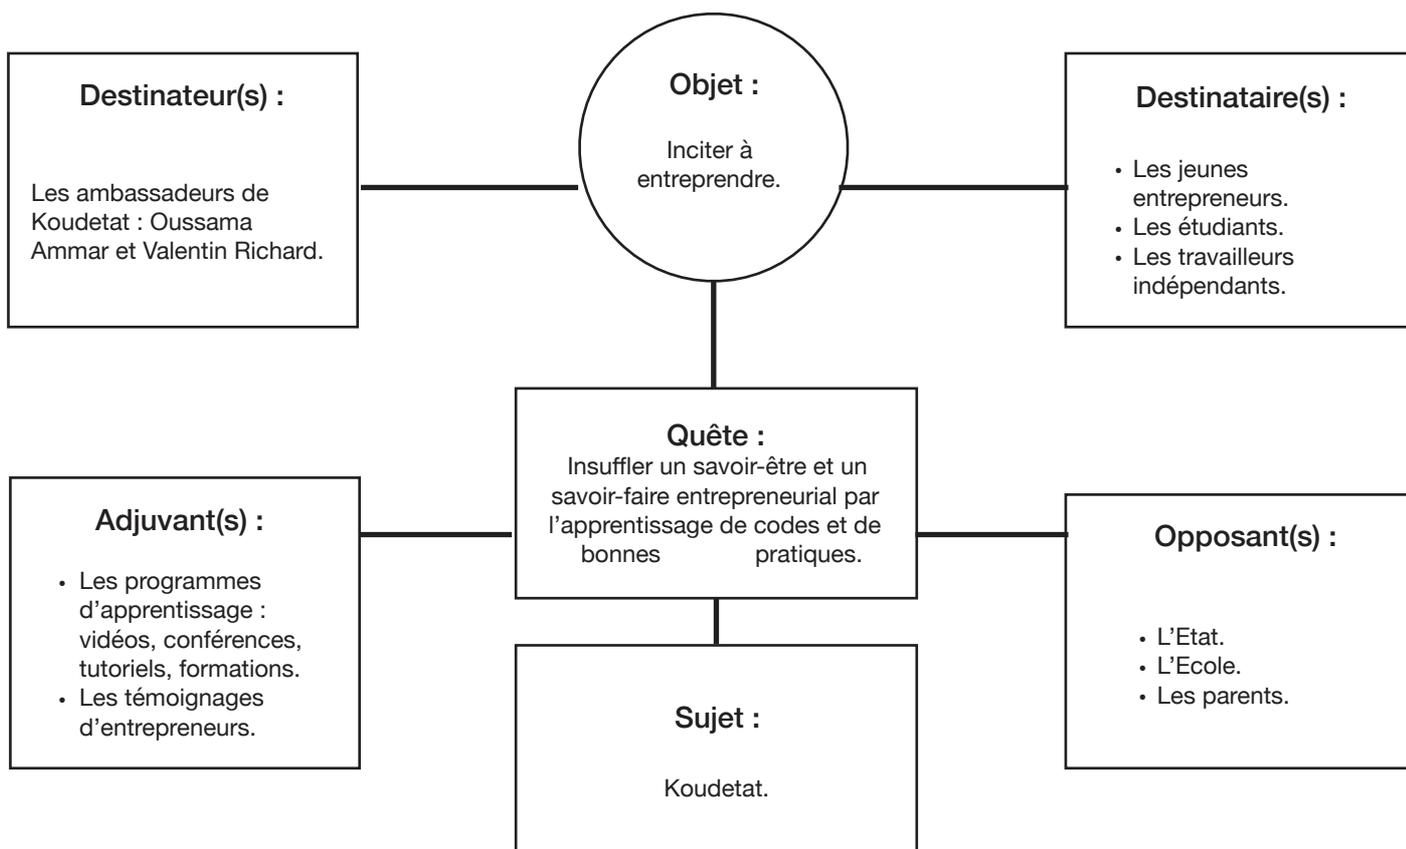 Destinateur(s) :
Les ambassadeurs de
Koudetat : Oussama
Ammar et Valentin Richard.
Objet :
Inciter à
entreprendre.
Destinataire(s) :
• Les jeunes
entrepreneurs.
• Les étudiants.
• Les travailleurs
indépendants.
Adjuvant(s) :
• Les programmes
d’apprentissage :
vidéos, conférences,
tutoriels, formations.
• Les témoignages
d’entrepreneurs.
Quête :
Insuffler un savoir-être et un
savoir-faire entrepreneurial par
l’apprentissage de codes et de
bonnes pratiques.
Opposant(s) :
• L’Etat.
• L’Ecole.
• Les parents.
Sujet :
Koudetat.